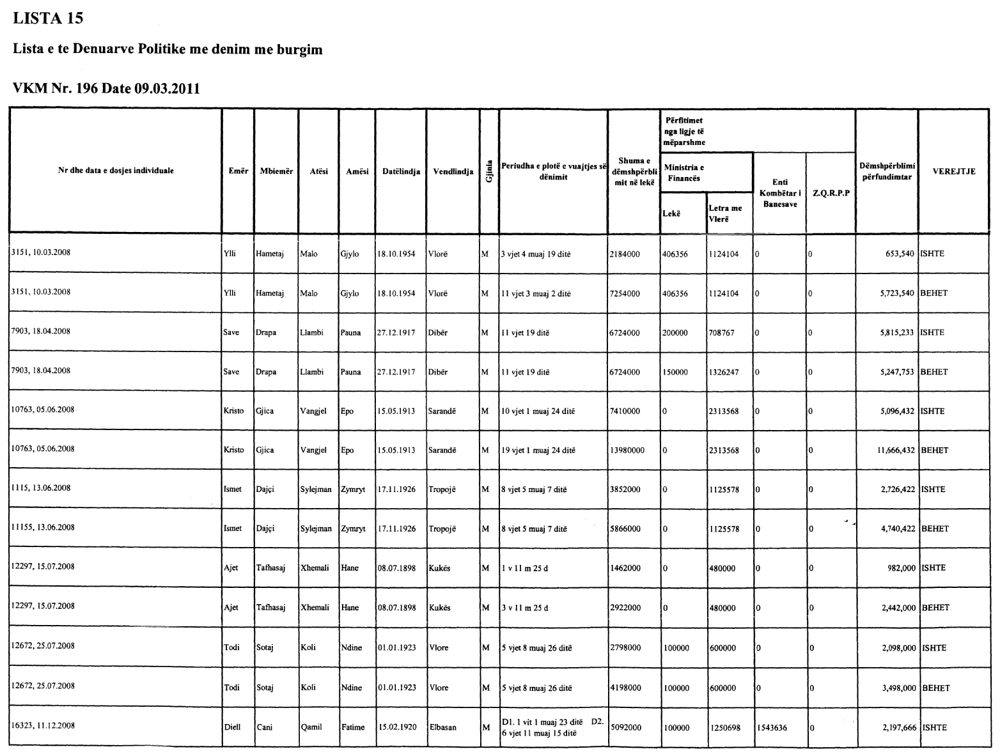 LISTA 15
Lista e te Denuarve Politike me denim me burgim
VKM Nr. 196 Date 09.03.2011
Nr dhe data e dosjes individuale Emër Mbiemër Atësi Amësi Datëlindja Vendlindja Gjinia Periudha e plotë e vuajtjes së dënimit Shuma e dëmshpërbli mit në lekë Përfitimet nga ligje të mëparshme Ministria e Financës Lekë Letra me Vlerë Enti Kombëtar i Banesave Z.Q.R.P.P Dëmshpërblimi përfundimtar VEREJTJE
3151, 10.03.2008 Ylli Hametaj Malo Gjylo 18.10.1954 Vlorë M 3 vjet 4 muaj 19 ditë 2184000 406356 1124104 0 0 653,540 ISHTE
3151, 10.03.2008 Ylli Hametaj Malo Gjylo 18.10.1954 Vlorë M 11 vjet 3 muaj 2 ditë 7254000 406356 1124104 0 0 5,723,540 BEHET
7903, 18.04.2008 Save Drapa Llambi Pauna 27.12.1917 Dibër M 11 vjet 19 ditë 6724000 200000 708767 0 0 5,815,233 ISHTE
7903, 18.04.2008 Save Drapa Llambi Pauna 27.12.1917 Dibër M 11 vjet 19 ditë 6724000 150000 1326247 0 0 5,247,753 BEHET
10763, 05.06.2008 Kristo Gjica Vangjel Epo 15.05.1913 Sarandë M 10 vjet 1 muaj 24 ditë 7410000 0 2313568 0 0 5,096,432 ISHTE
10763, 05.06.2008 Kristo Gjica Vangjel Epo 15.05.1913 Sarandë M 19 vjet 1 muaj 24 ditë 13980000 0 2313568 0 0 11,666,432 BEHET
1115, 13.06.2008 Ismet Dajçi Sylejman Zymryt 17.11.1926 Tropojë M 8 vjet 5 muaj 7 ditë 3852000 0 1125578 0 0 2,726,422 ISHTE
11155, 13.06.2008 Ismet Dajçi Sylejman Zymryt 17.11.1926 Tropojë M 8 vjet 5 muaj 7 ditë 5866000 0 1125578 0 0 4,740,422 BEHET
12297, 15.07.2008 Ajet Tafhasaj Xhemali Hane 08.07.1898 Kukës M 1 v 11 m 25 d 1462000 0 480000 0 0 982,000 ISHTE
12297, 15.07.2008 Ajet Tafhasaj Xhemali Hane 08.07.1898 Kukës M 3 v 11 m 25 d 2922000 0 480000 0 0 2,442,000 BEHET
12672, 25.07.2008 Todi Sotaj Koli Ndine 01.01.1923 Vlore M 5 vjet 8 muaj 26 ditë 2798000 100000 600000 0 0 2,098,000 ISHTE
12672, 25.07.2008 Todi Sotaj Koli Ndine 01.01.1923 Vlore M 5 vjet 8 muaj 26 ditë 4198000 100000 600000 0 0 3,498,000 BEHET
16323, 11.12.2008 Diell Cani Qamil Fatime 15.02.1920 Elbasan M D1. 1 vit 1 muaj 23 ditë D2. 6 vjet 11 muaj 15 ditë 5092000 100000 1250698 1543636 0 2,197,666 ISHTE